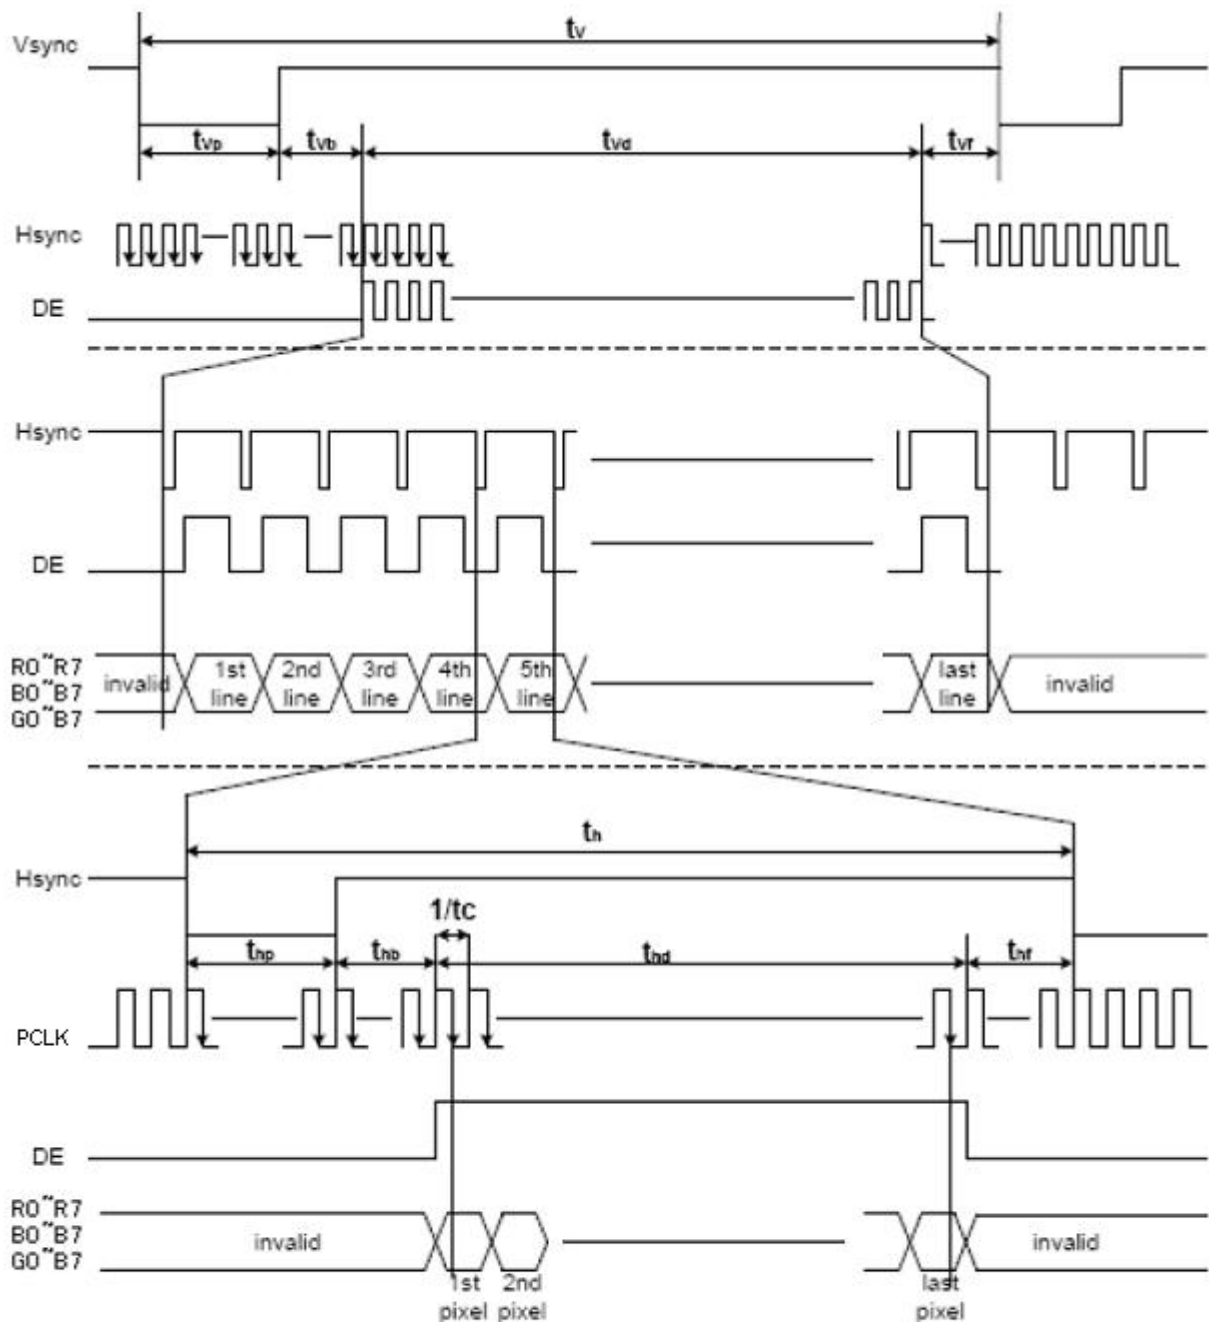 tv
Vsync
tvp
tvb
tvd
tvf
Hsync
DE
Hsync
DE
R0~R7
B0~B7
G0~B7
invalid
1st line
2nd line
3rd line
4th line
5th line
last line
invalid
th
Hsync
1/tc
thp
thb
thd
thf
PCLK
DE
R0~R7
B0~B7
G0~B7
invalid
1st pixel
2nd pixel
last pixel
invalid